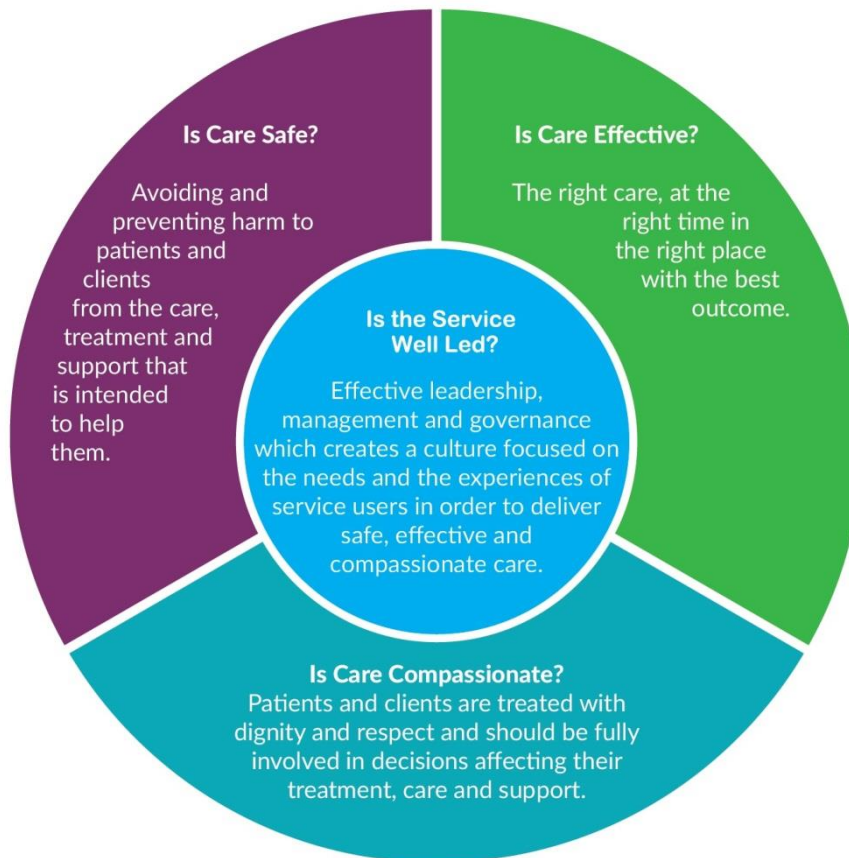 Is Care Safe?
Avoiding and
preventing harm to
patients and
clients
from the care,
treatment and
support that
is intended
to help
them.
Is Care Effective?
The right care, at the
right time in
the right place
with the best
outcome.
Is the Service
Well Led?
Effective leadership,
management and governance
which creates a culture focused on
the needs and the experiences of
service users in order to deliver
safe, effective and
compassionate care.
Is Care Compassionate?
Patients and clients are treated with
dignity and respect and should be fully
involved in decisions affecting their
treatment, care and support.